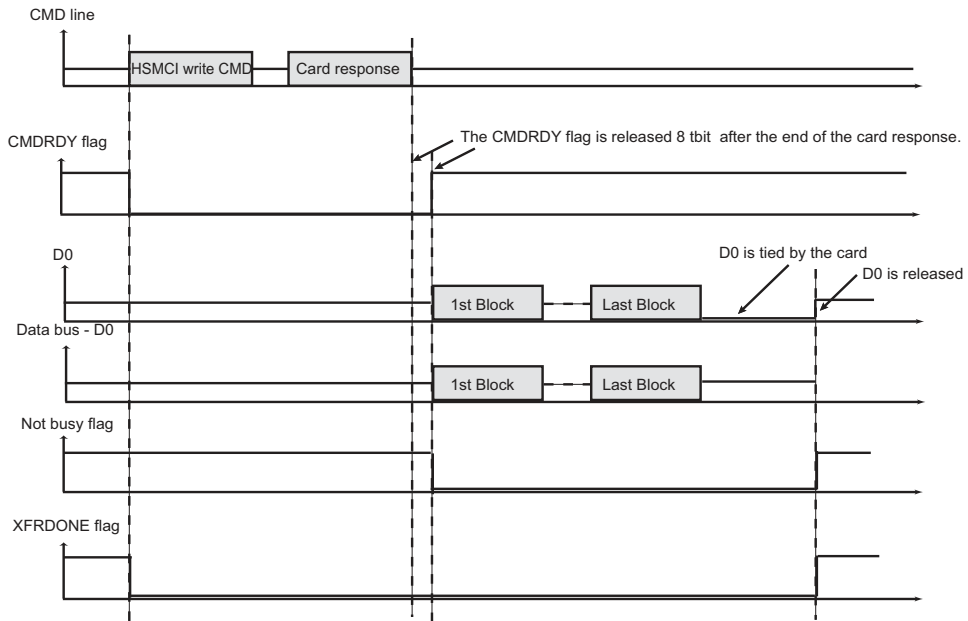 CMD line
HSMCI write CMD
Card response
CMDRDY flag
The CMDRDY flag is released 8 tbit after the end of the card response.
D0
D0 is tied by the card
D0 is released
1st Block
Last Block
Data bus - D0
1st Block
Last Block
Not busy flag
XFRDONE flag